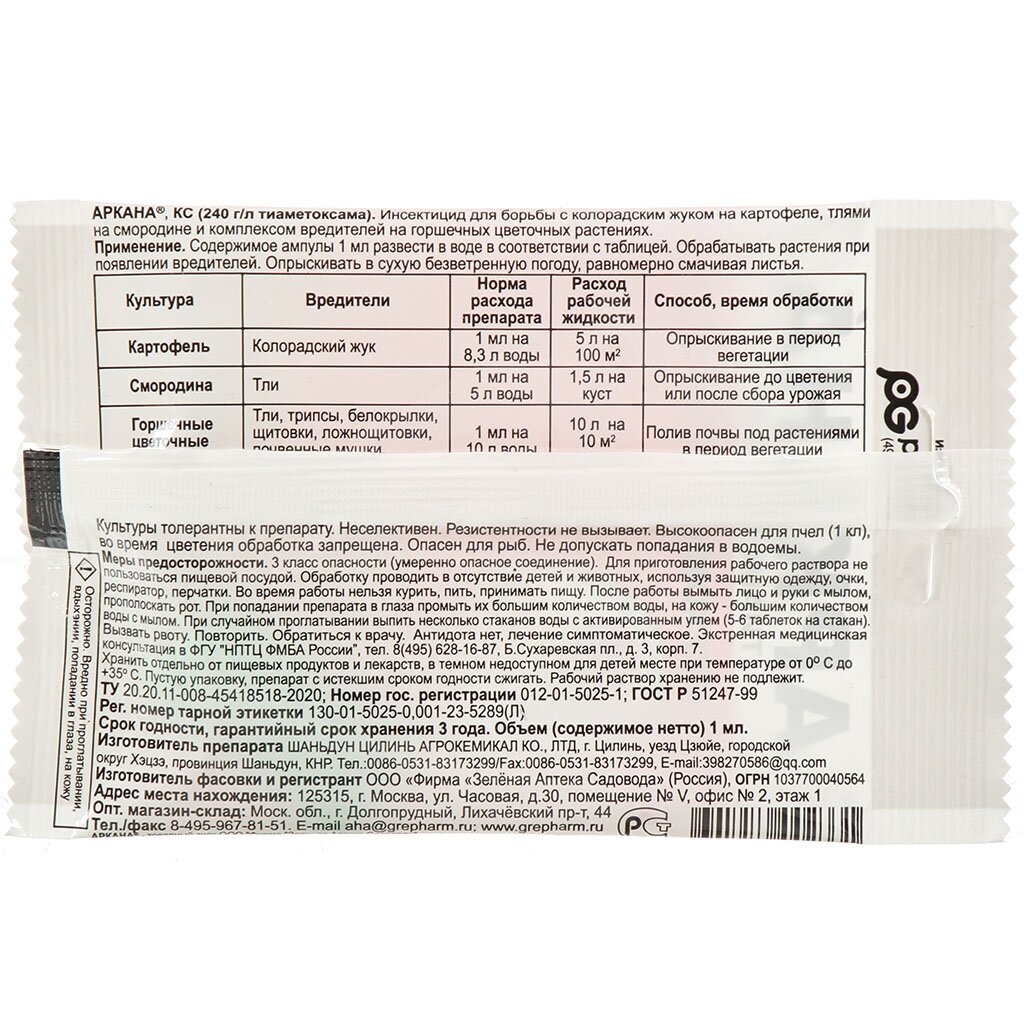 АРКАНА®, КС (240 г/л тиаметоксама). Инсектицид для борьбы с колорадским жуком на картофеле, тлями
на смородине и комплексом вредителей на горшечных цветочных растениях.
Применение. Содержимое ампулы 1 мл развести в воде в соответствии с таблицей. Обрабатывать растения при
появлении вредителей. Опрыскивать в сухую безветренную погоду, равномерно смачивая листья.
Культура
Вредители
Норма
расхода
препарата
Расход
рабочей
жидкости
Способ, время обработки
Картофель
Колорадский жук
1 мл на
8,3 л воды
5 л на
100 м²
Опрыскивание в период
вегетации
Смородина
Тли
1 мл на
5 л воды
1,5 л на
куст
Опрыскивание до цветения
или после сбора урожая
Горшечные
цветочные
Тли, трипсы, белокрылки,
щитовки, ложнощитовки,
почвенные мушки,
1 мл на
10 л воды
10 л на
10 м²
Полив почвы под растениями
в период вегетации
Культуры толерантны к препарату. Неселективен. Резистентности не вызывает. Высокоопасен для пчел (1 кл),
во время цветения обработка запрещена. Опасен для рыб. Не допускать попадания в водоемы.
Меры предосторожности. 3 класс опасности (умеренно опасное соединение). Для приготовления рабочего раствора не
пользоваться пищевой посудой. Обработку проводить в отсутствие детей и животных, используя защитную одежду, очки,
респиратор, перчатки. Во время работы нельзя курить, пить, принимать пищу. После работы вымыть лицо и руки с мылом,
прополоскать рот. При попадании препарата в глаза промыть их большим количеством воды, на кожу - большим количеством
воды с мылом. При случайном проглатывании выпить несколько стаканов воды с активированным углем (5-6 таблеток на стакан).
Вызвать рвоту. Повторить. Обратиться к врачу. Антидота нет, лечение симптоматическое. Экстренная медицинская
консультация в ФГУ "НПТЦ ФМБА России", тел. 8(495) 628-16-87, Б.Сухаревская пл., д. 3, корп. 7.
Хранить отдельно от пищевых продуктов и лекарств, в темном недоступном для детей месте при температуре от 0⁰ С до
+35⁰ С. Пустую упаковку, препарат с истекшим сроком годности сжигать. Рабочий раствор хранению не подлежит.
ТУ 20.20.11-008-45418518-2020; Номер гос. регистрации 012-01-5025-1; ГОСТ Р 51247-99
Рег. номер тарной этикетки 130-01-5025-0,001-23-5289(Л)
Срок годности, гарантийный срок хранения 3 года. Объем (содержимое нетто) 1 мл.
Изготовитель препарата ШАНЬДУН ЦИЛИНЬ АГРОКЕМИКАЛ КО., ЛТД, г. Цилинь, уезд Цзюйе, городской
округ Хэцзэ, провинция Шаньдун, КНР. Тел.:0086-0531-83173299/Fax:0086-0531-83173299, E-mail:398270586@qq.com
Изготовитель фасовки и регистрант ООО «Фирма «Зелёная Аптека Садовода» (Россия), ОГРН 1037700040564
Адрес места нахождения: 125315, г. Москва, ул. Часовая, д.30, помещение № V, офис № 2, этаж 1
Опт. магазин-склад: Моск. обл., г. Долгопрудный, Лихачёвский пр-т, 44
Тел./факс 8-495-967-81-51, E-mail aha@grepharm.ru; www.grepharm.ru
Осторожно. Вредно при проглатывании,
вдыхании, попадании в глаза, на кожу